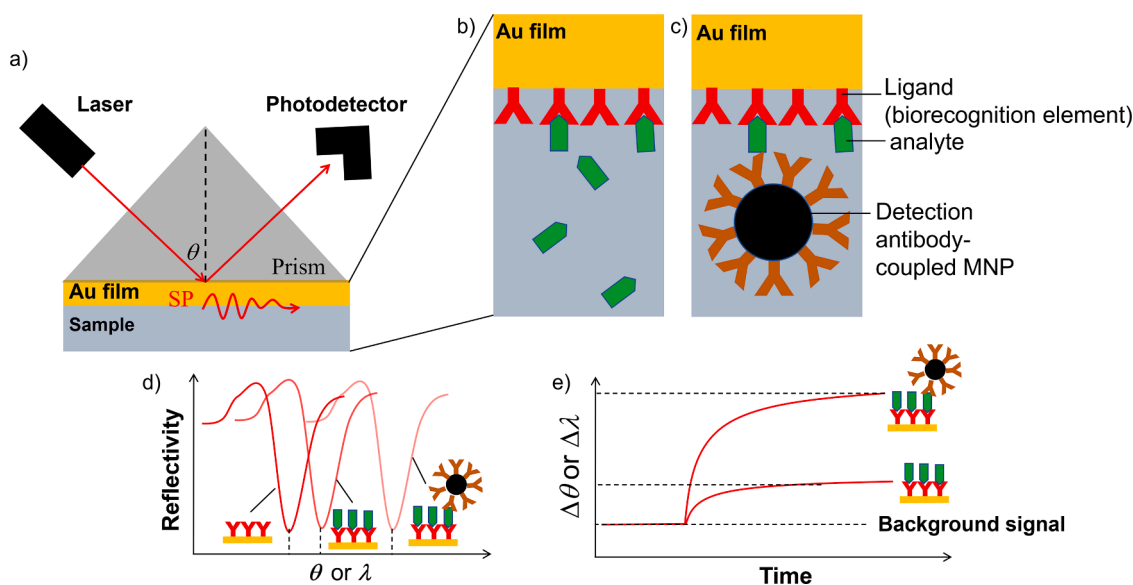 a)
Laser
Photodetector
θ
Prism
Au film
SP
Sample
b)
Au film
c)
Au film
Ligand
(biorecognition element)
analyte
Detection
antibody-
coupled MNP
d)
Reflectivity
θ or λ
e)
Δθ or Δλ
Background signal
Time